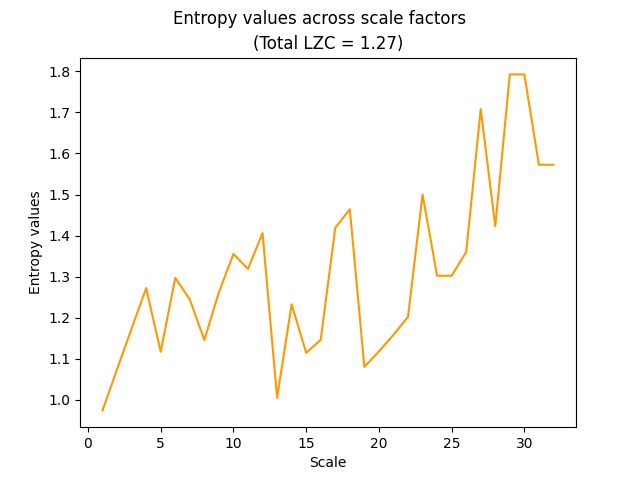 Entropy values across scale factors
(Total LZC = 1.27)
1.8
1.7
1.6
1.5
1.4
1.3
1.2
1.1
1.0
Entropy values
0 5 10 15 20 25 30
Scale